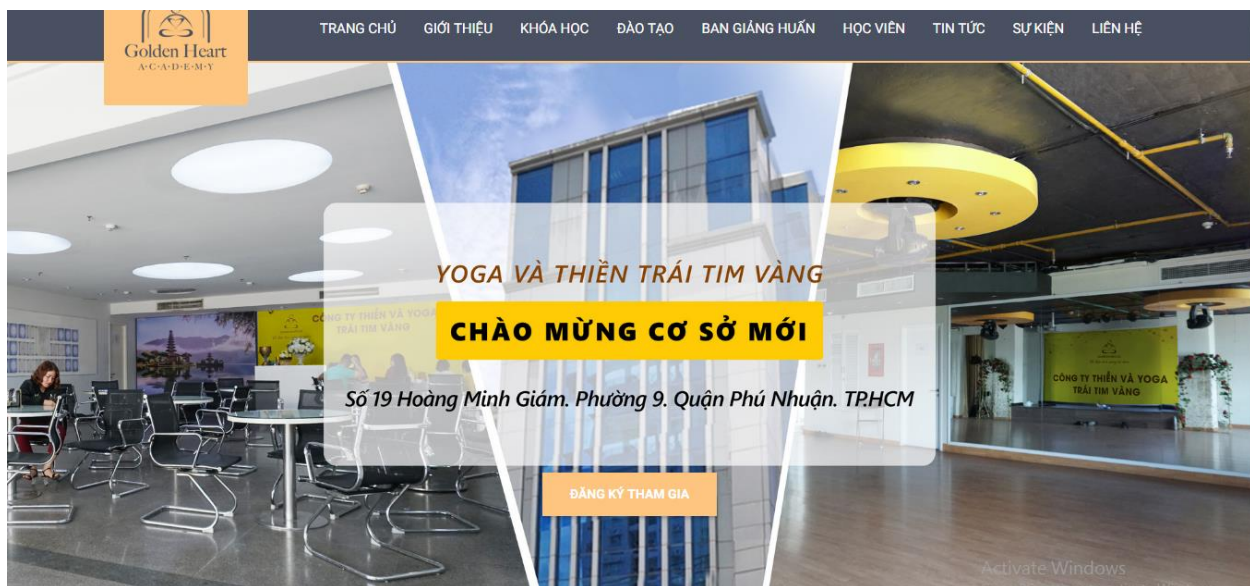 Golden Heart
A·C·A·D·E·M·Y
TRANG CHỦ GIỚI THIỆU KHÓA HỌC ĐÀO TẠO BAN GIẢNG HUẤN HỌC VIÊN TIN TỨC SỰ KIỆN LIÊN HỆ
YOGA VÀ THIỀN TRÁI TIM VÀNG
CHÀO MỪNG CƠ SỞ MỚI
Số 19 Hoàng Minh Giám. Phường 9. Quận Phú Nhuận. TP.HCM
ĐĂNG KÝ THAM GIA
CÔNG TY THIỀN VÀ YOGA
TRÁI TIM VÀNG
CÔNG TY THIỀN VÀ YOGA
TRÁI TIM VÀNG
Activate Windows